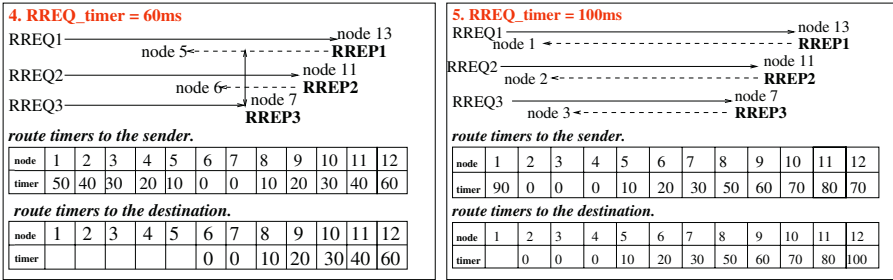 4. RREQ_timer = 60ms
RREQ1 node 13
node 5 RREP1
RREQ2 node 11
node 6 RREP2
RREQ3 node 7
RREP3
route timers to the sender.
node 1 2 3 4 5 6 7 8 9 10 11 12
timer 50 40 30 20 10 0 0 10 20 30 40 60
route timers to the destination.
node 1 2 3 4 5 6 7 8 9 10 11 12
timer 0 0 10 20 30 40 60
5. RREQ_timer = 100ms
RREQ1 node 13
node 1 RREP1
RREQ2 node 11
node 2 RREP2
RREQ3 node 7
node 3 RREP3
route timers to the sender.
node 1 2 3 4 5 6 7 8 9 10 11 12
timer 90 0 0 0 10 20 30 50 60 70 80 70
route timers to the destination.
node 1 2 3 4 5 6 7 8 9 10 11 12
timer 0 0 0 10 20 30 50 60 70 80 100